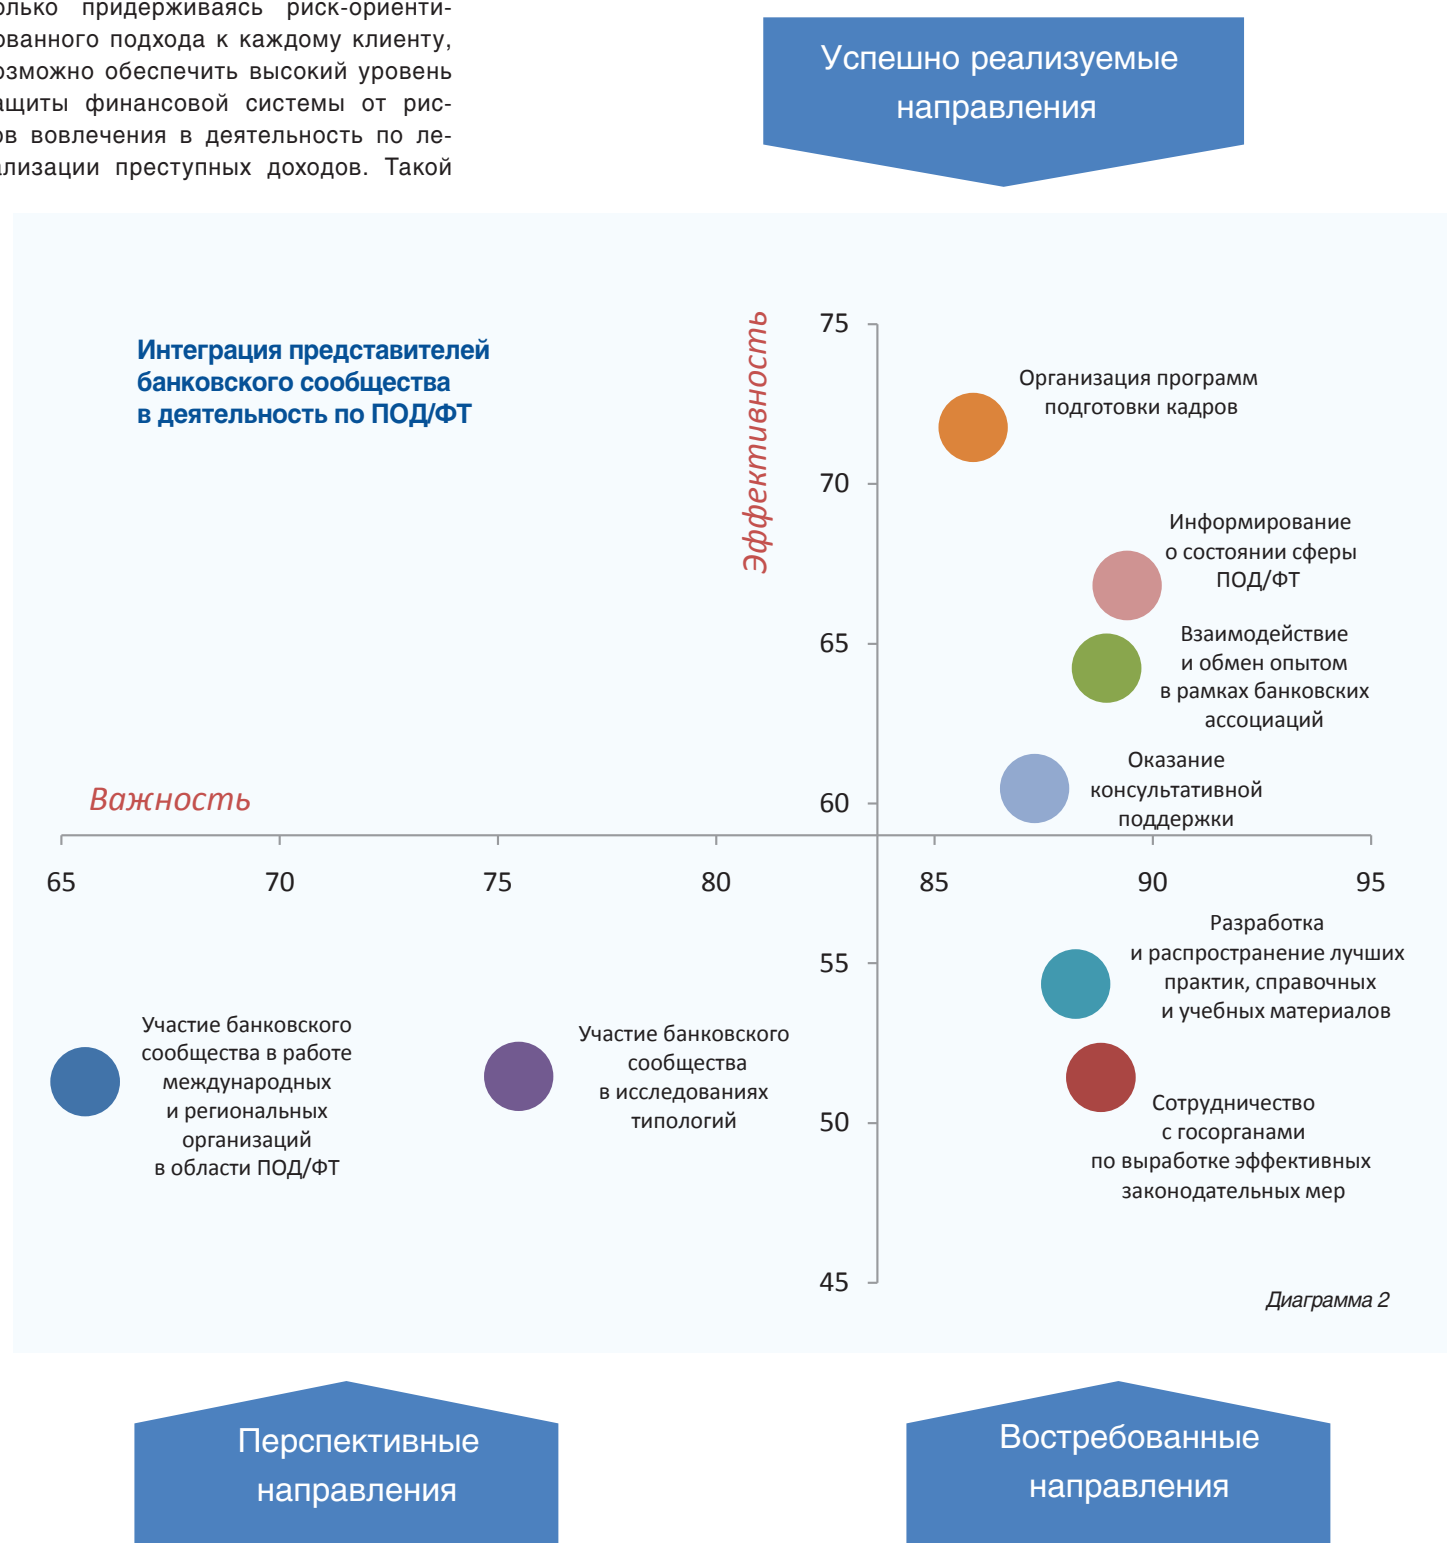 олько придерживаясь риск-ориенти-
ованного подхода к каждому клиенту,
озможно обеспечить высокий уровень
ащиты финансовой системы от рис-
ов вовлечения в деятельность по ле-
ализации преступных доходов. Такой
Успешно реализуемые
направления
Интеграция представителей
банковского сообщества
в деятельность по ПОД/ФТ
Эффективность
75
70
65
60
55
50
45
Организация программ
подготовки кадров
Информирование
о состоянии сферы
ПОД/ФТ
Взаимодействие
и обмен опытом
в рамках банковских
ассоциаций
Оказание
консультативной
поддержки
Важность
65 70 75 80 85 90 95
Разработка
и распространение лучших
практик, справочных
и учебных материалов
Участие банковского
сообщества в работе
международных
и региональных
организаций
в области ПОД/ФТ
Участие банковского
сообщества
в исследованиях
типологий
Сотрудничество
с госорганами
по выработке эффективных
законодательных мер
Диаграмма 2
Перспективные
направления
Востребованные
направления